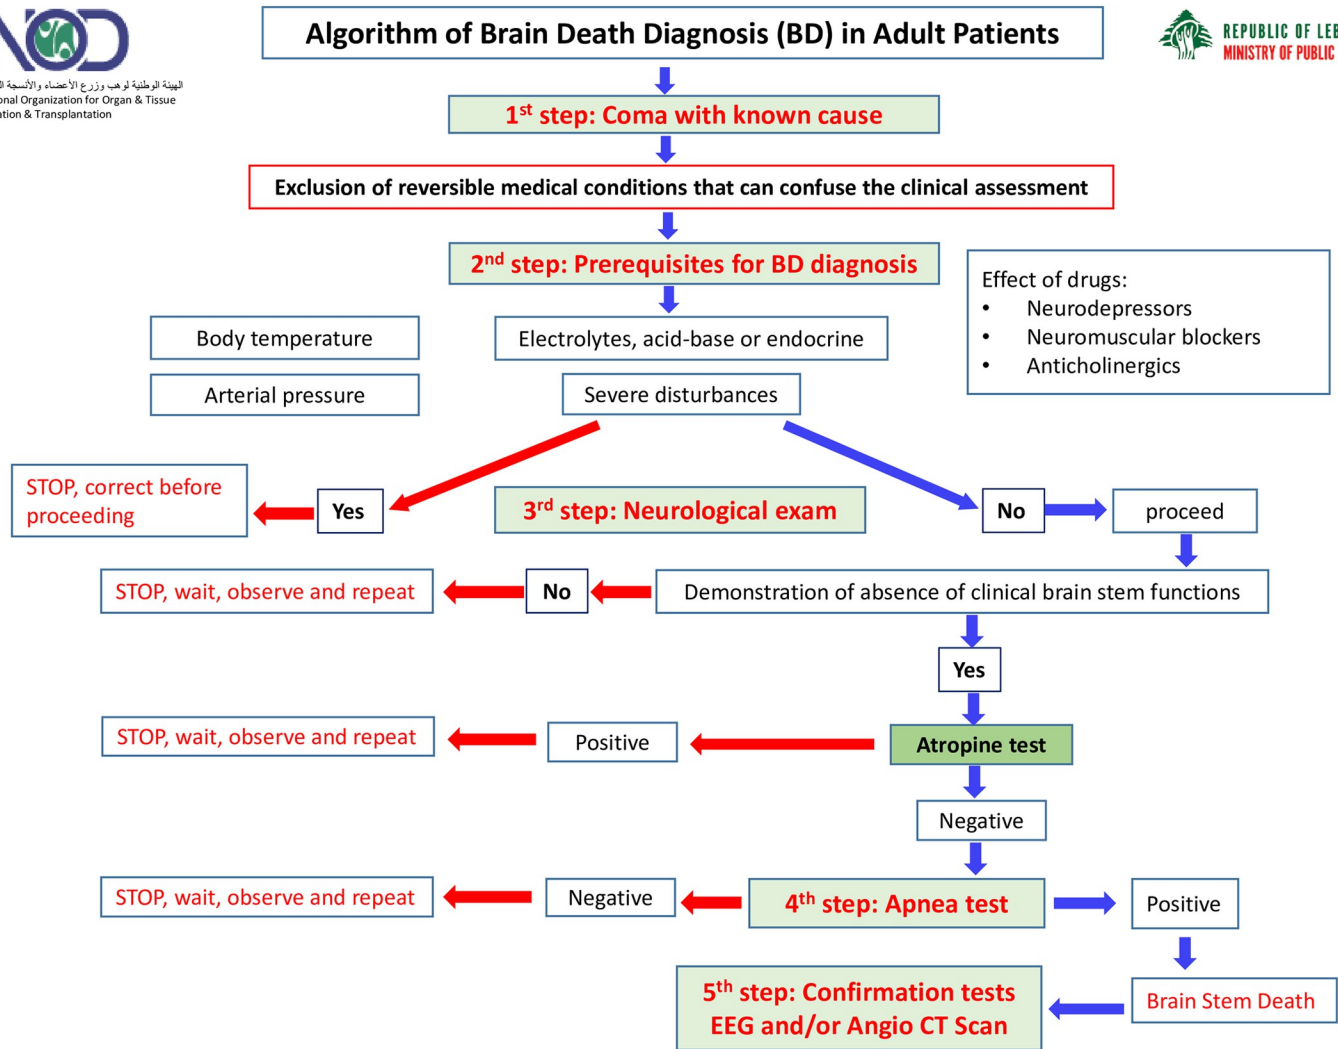 Algorithm of Brain Death Diagnosis (BD) in Adult Patients
NOD
الهيئة الوطنية لوهب وزرع الأعضاء والأنسجة
onal Organization for Organ & Tissue
ation & Transplantation
REPUBLIC OF LEB
MINISTRY OF PUBLIC
1st step: Coma with known cause
Exclusion of reversible medical conditions that can confuse the clinical assessment
2nd step: Prerequisites for BD diagnosis
Body temperature
Arterial pressure
Electrolytes, acid-base or endocrine
Severe disturbances
Effect of drugs:
• Neurodepressors
• Neuromuscular blockers
• Anticholinergics
STOP, correct before
proceeding
Yes
3rd step: Neurological exam
No
proceed
STOP, wait, observe and repeat
No
Demonstration of absence of clinical brain stem functions
Yes
STOP, wait, observe and repeat
Positive
Atropine test
Negative
STOP, wait, observe and repeat
Negative
4th step: Apnea test
Positive
5th step: Confirmation tests
EEG and/or Angio CT Scan
Brain Stem Death